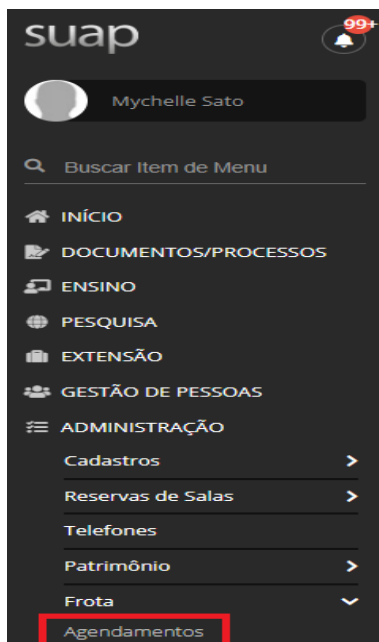 suap
99+
Mychelle Sato
Buscar Item de Menu
INÍCIO
DOCUMENTOS/PROCESSOS
ENSINO
PESQUISA
EXTENSÃO
GESTÃO DE PESSOAS
ADMINISTRAÇÃO
Cadastros
Reservas de Salas
Telefones
Patrimônio
Frota
Agendamentos